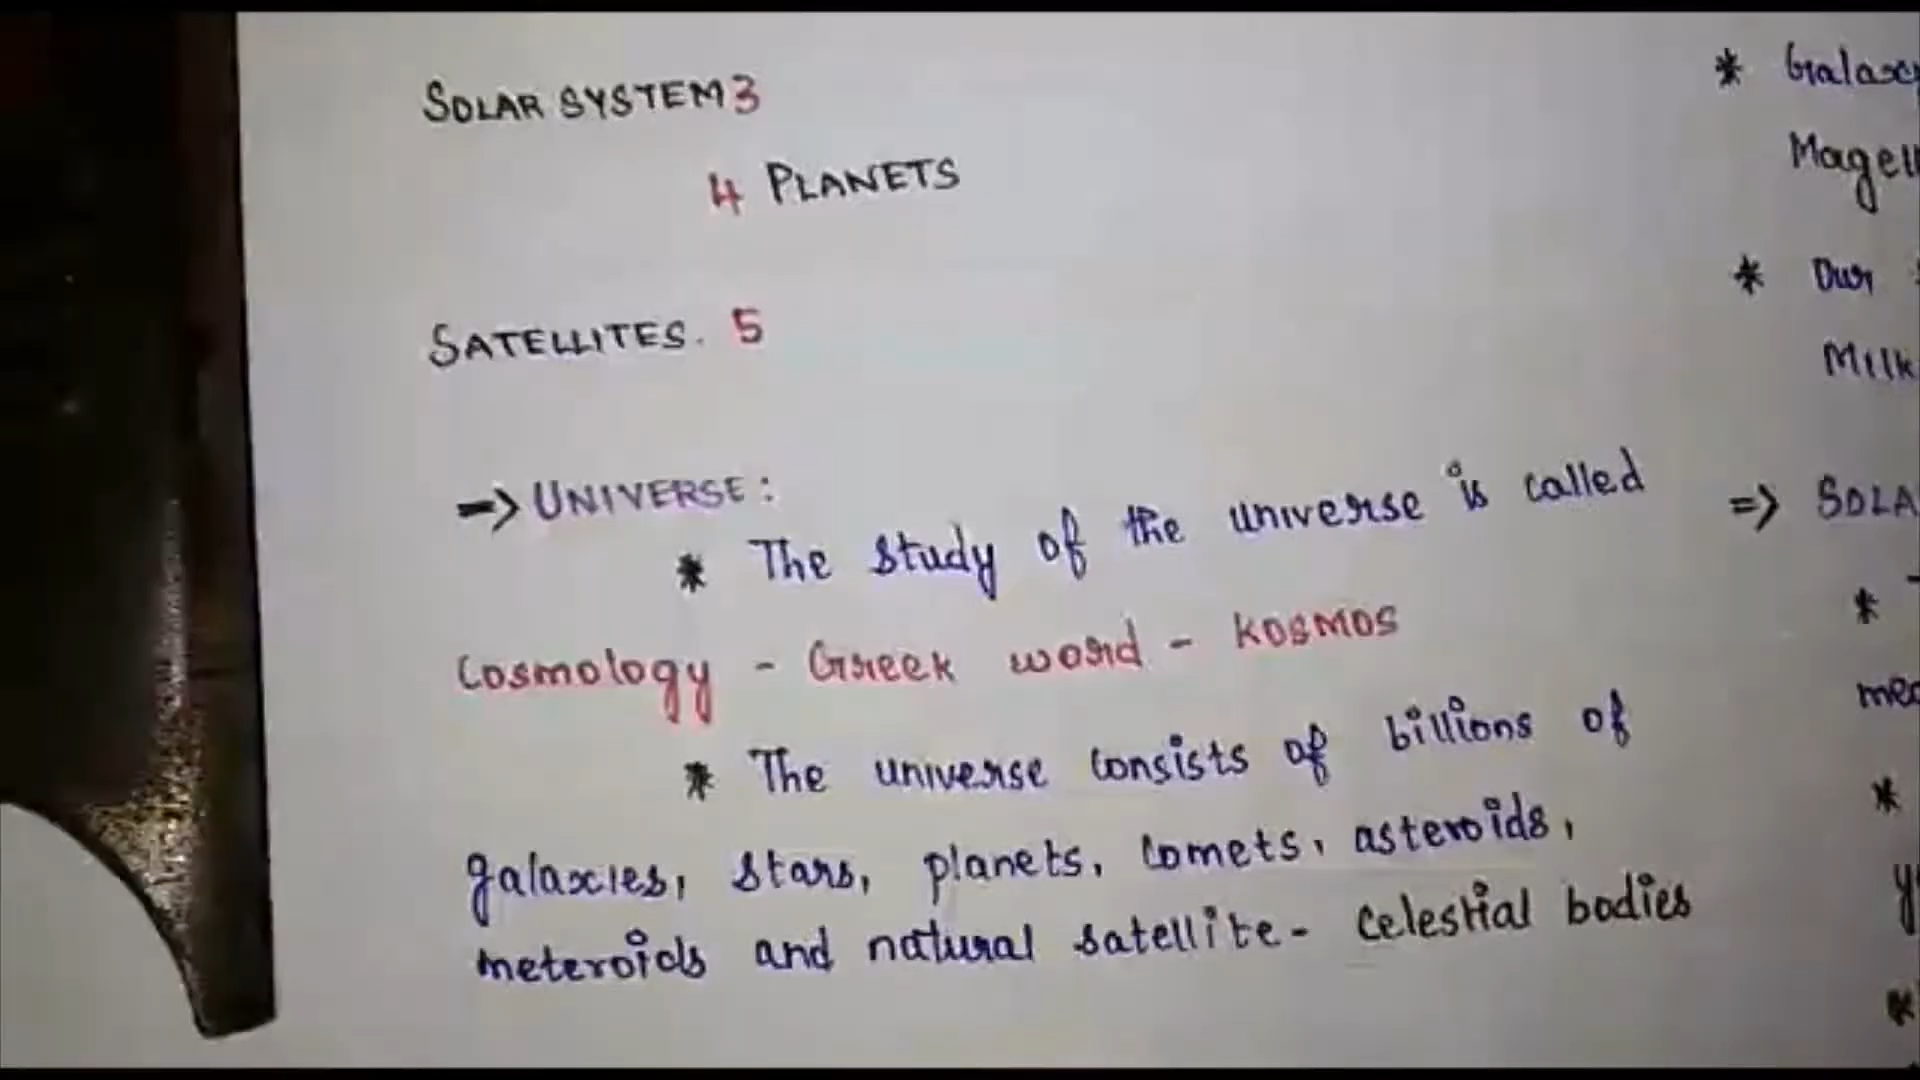 SOLAR SYSTEM 3
4 PLANETS
SATELLITES. 5
→ UNIVERSE:
* The study of the universe is called
Cosmology - Greek word - KOSMOS
* The universe consists of billions of
galaxies, stars, planets, comets, asteroids,
meteroids and natural satellite - celestial bodies
*
*  Our
=>
*
*